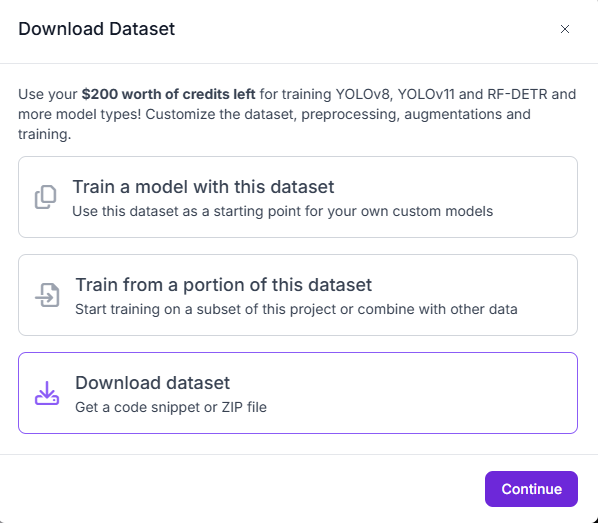 Download Dataset
Use your $200 worth of credits left for training YOLOv8, YOLOv11 and RF-DETR and
more model types! Customize the dataset, preprocessing, augmentations and
training.
Train a model with this dataset
Use this dataset as a starting point for your own custom models
Train from a portion of this dataset
Start training on a subset of this project or combine with other data
Download dataset
Get a code snippet or ZIP file
Continue